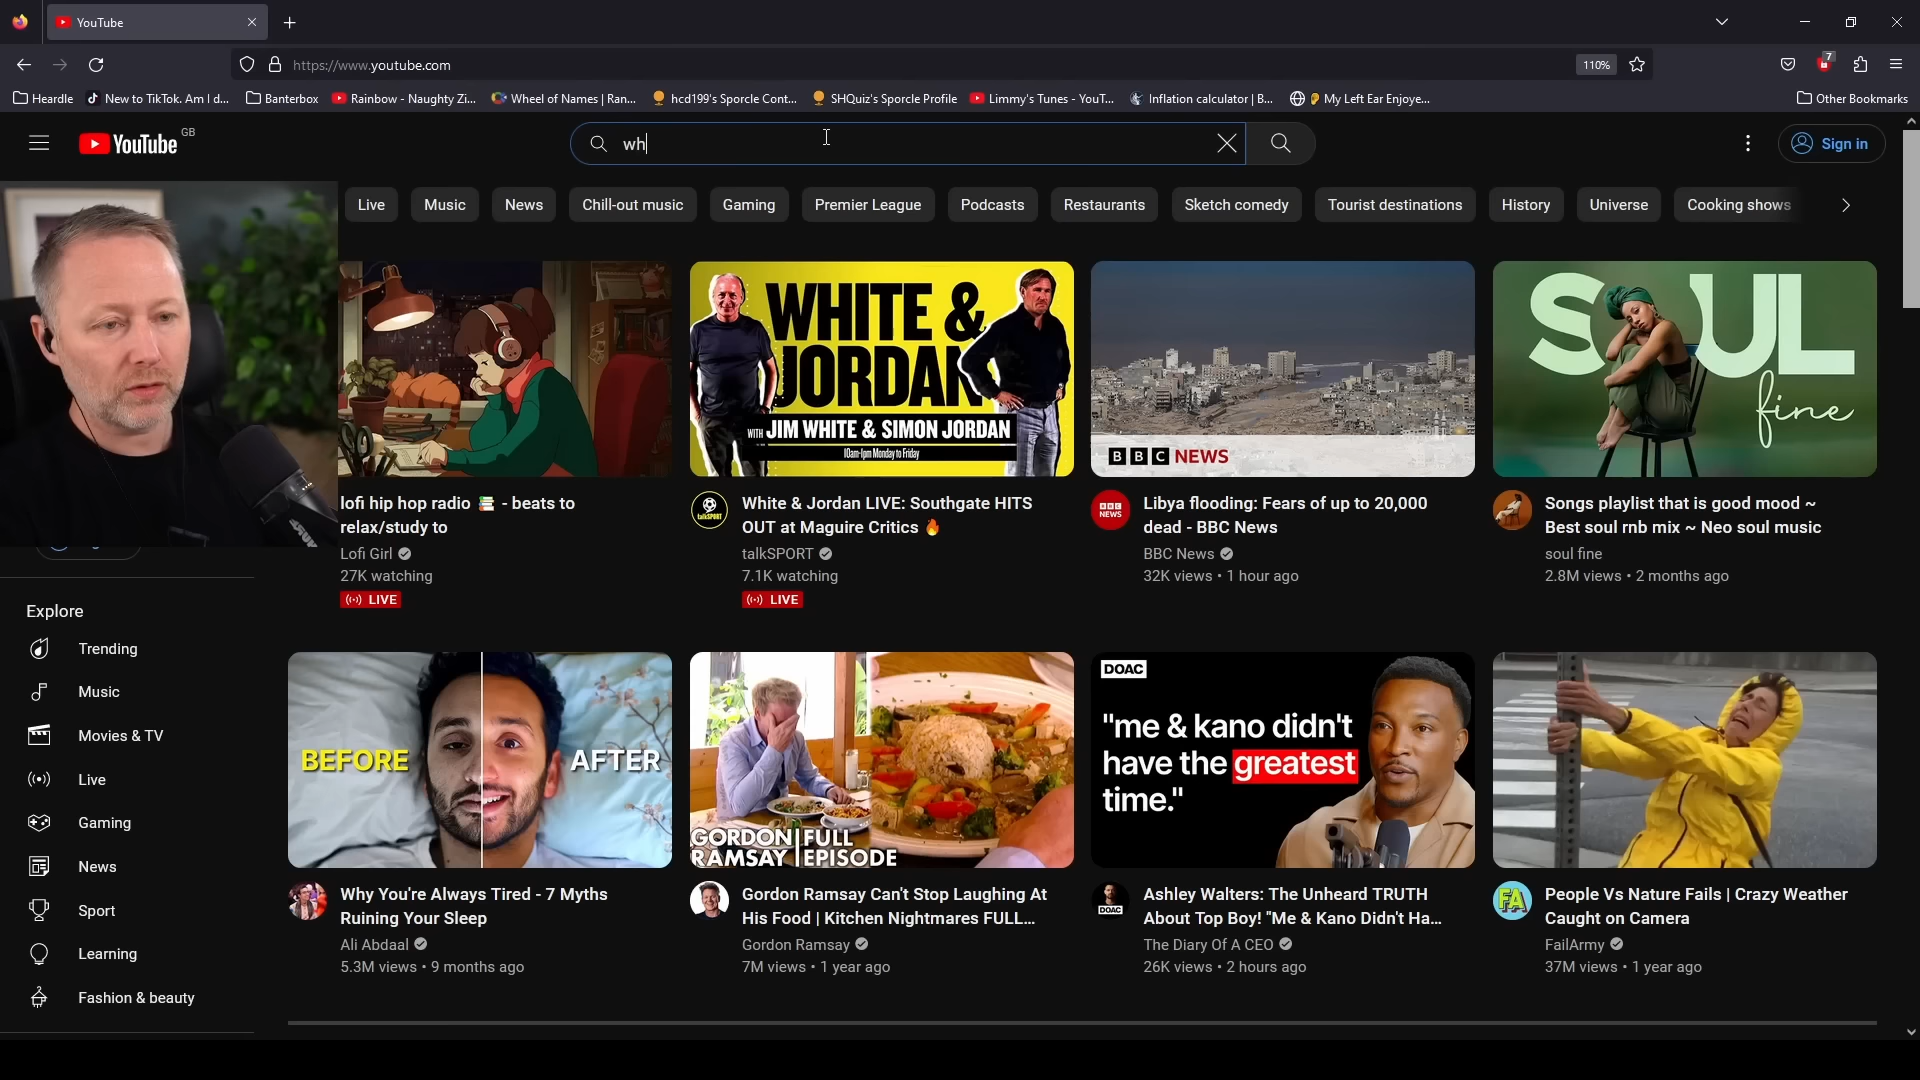 YouTube
https://www.youtube.com
110%
7
Heardle
New to TikTok. Am I d...
Banterbox
Rainbow - Naughty Zi...
Wheel of Names | Ran...
hcd199's Sporcle Cont...
SHQuiz's Sporcle Profile
Limmy's Tunes - YouT...
Inflation calculator | B...
My Left Ear Enjoye...
Other Bookmarks
YouTube GB
wh
Sign in
Live
Music
News
Chill-out music
Gaming
Premier League
Podcasts
Restaurants
Sketch comedy
Tourist destinations
History
Universe
Cooking shows
WHITE &
JORDAN
WITH JIM WHITE & SIMON JORDAN
10am-1pm Monday to Friday
BBC NEWS
SOUL
fine
lofi hip hop radio 📚 - beats to
relax/study to
Lofi Girl
27K watching
LIVE
talkSPORT
White & Jordan LIVE: Southgate HITS
OUT at Maguire Critics 🔥
talkSPORT
7.1K watching
LIVE
BBC
NEWS
Libya flooding: Fears of up to 20,000
dead - BBC News
BBC News
32K views • 1 hour ago
Songs playlist that is good mood ~
Best soul rnb mix ~ Neo soul music
soul fine
2.8M views • 2 months ago
Explore
Trending
Music
Movies & TV
Live
Gaming
News
Sport
Learning
Fashion & beauty
BEFORE
AFTER
Why You're Always Tired - 7 Myths
Ruining Your Sleep
Ali Abdaal
5.3M views • 9 months ago
GORDON RAMSAY
FULL EPISODE
Gordon Ramsay Can't Stop Laughing At
His Food | Kitchen Nightmares FULL...
Gordon Ramsay
7M views • 1 year ago
DOAC
"me & kano didn't
have the greatest
time."
DOAC
Ashley Walters: The Unheard TRUTH
About Top Boy! "Me & Kano Didn't Ha...
The Diary Of A CEO
26K views • 2 hours ago
FA
People Vs Nature Fails | Crazy Weather
Caught on Camera
FailArmy
37M views • 1 year ago